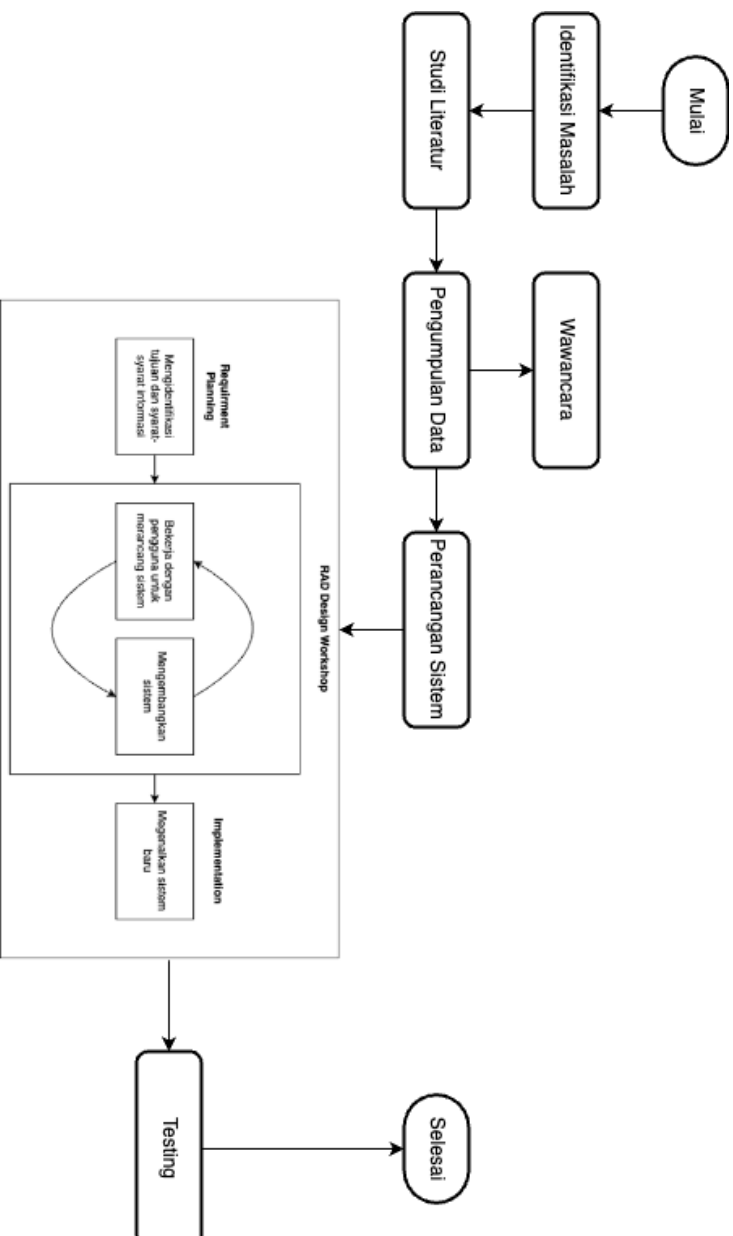 Mulai
Identifikasi Masalah
Studi Literatur
Pengumpulan Data
Wawancara
Perancangan Sistem
RAD Design Workshop
Requirment
Planning
Mengidentifikasi
tujuan dan syarat-
syarat informasi
Bekerja dengan
pengguna untuk
merancang sistem
Mengembangkan
sistem
Implementation
Megenalkan sistem
baru
Testing
Selesai